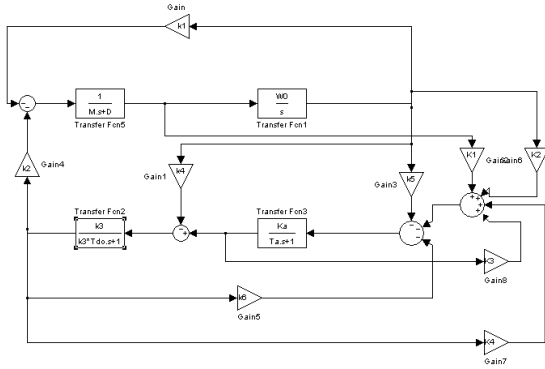 Gain
k1
1
M.s+D
Transfer Fcn5
W0
s
Transfer Fcn1
k2
Gain4
k4
Gain1
k5
Gain3
K1
K2
Transfer Fcn2
k3
k3*Tdo.s+1
Transfer Fcn3
Ka
Ta.s+1
K3
Gain8
k6
Gain5
K4
Gain7